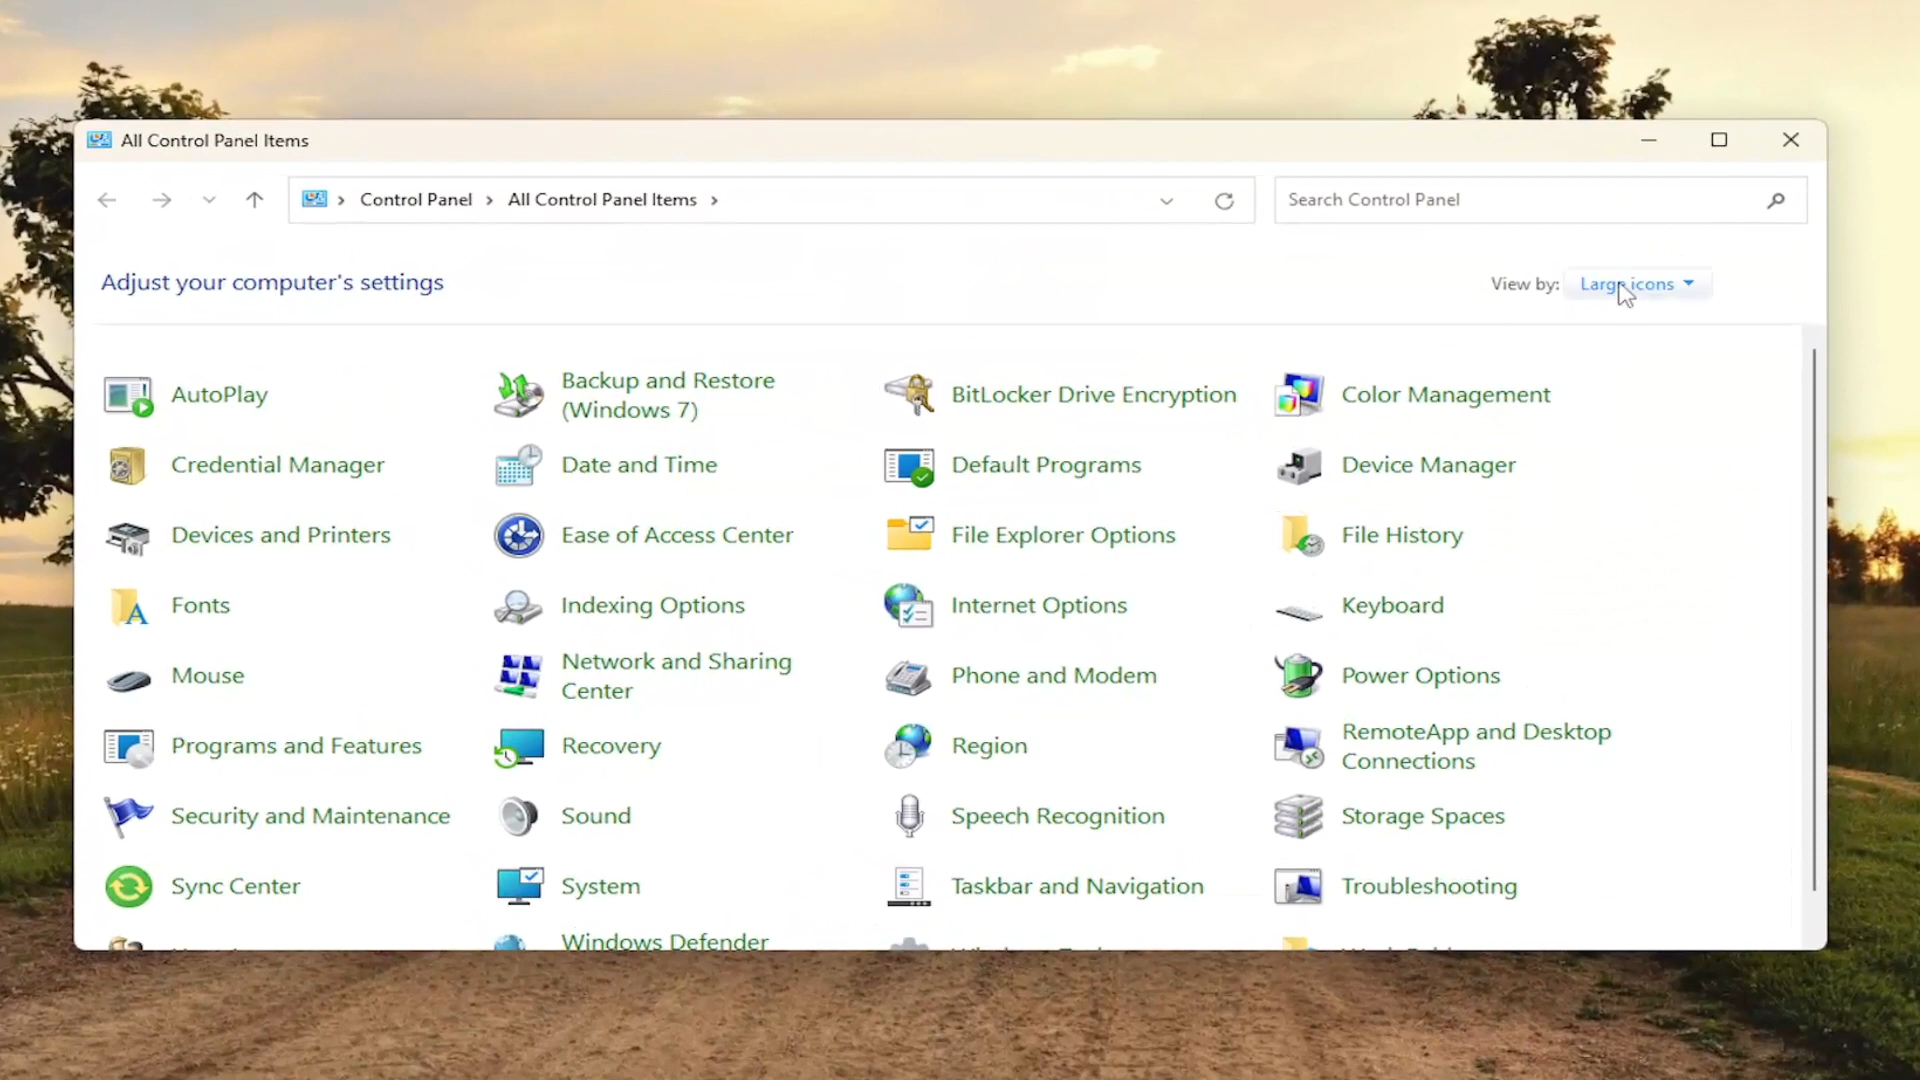 All Control Panel Items
Control Panel
All Control Panel Items
Search Control Panel
Adjust your computer's settings
View by:
Large icons
AutoPlay
Backup and Restore
(Windows 7)
BitLocker Drive Encryption
Color Management
Credential Manager
Date and Time
Default Programs
Device Manager
Devices and Printers
Ease of Access Center
File Explorer Options
File History
Fonts
Indexing Options
Internet Options
Keyboard
Mouse
Network and Sharing
Center
Phone and Modem
Power Options
Programs and Features
Recovery
Region
RemoteApp and Desktop
Connections
Security and Maintenance
Sound
Speech Recognition
Storage Spaces
Sync Center
System
Taskbar and Navigation
Troubleshooting
Windows Defender